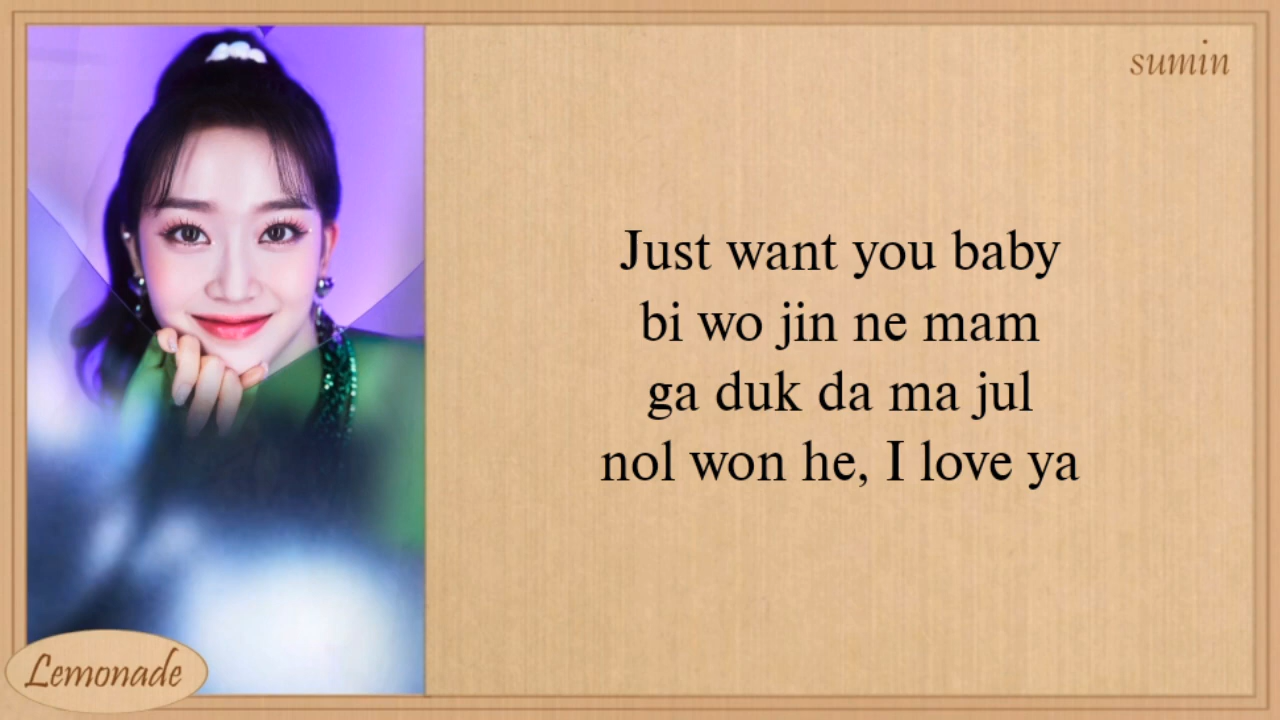 sumin
Just want you baby
bi wo jin ne mam
ga duk da ma jul
nol won he, I love ya
Lemonade